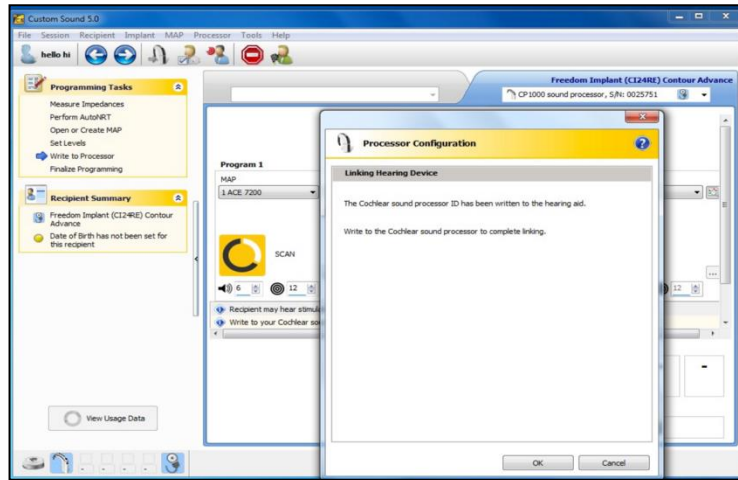 Custom Sound 5.0
File Session Recipient Implant MAP Processor Tools Help
hello hi
Programming Tasks
Measure Impedances
Perform AutoNRT
Open or Create MAP
Set Levels
Write to Processor
Finalize Programming
Recipient Summary
Freedom Implant (CI24RE) Contour
Advance
Date of Birth has not been set for
this recipient
View Usage Data
Freedom Implant (CI24RE) Contour Advance
CP1000 sound processor, S/N: 0025751
Program 1
MAP
1 ACE 7200
SCAN
6 12
12
Recipient may hear stimula
Write to your Cochlear so
Processor Configuration
Linking Hearing Device
The Cochlear sound processor ID has been written to the hearing aid.
Write to the Cochlear sound processor to complete linking.
OK Cancel